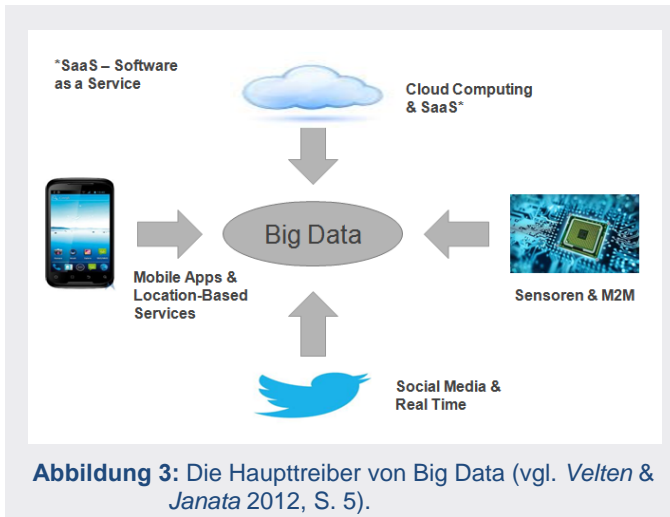 *SaaS – Software
as a Service
Cloud Computing
& SaaS*
Big Data
Mobile Apps &
Location-Based
Services
Sensoren & M2M
Social Media &
Real Time
Abbildung 3: Die Haupttreiber von Big Data (vgl. Velten &
Janata 2012, S. 5).